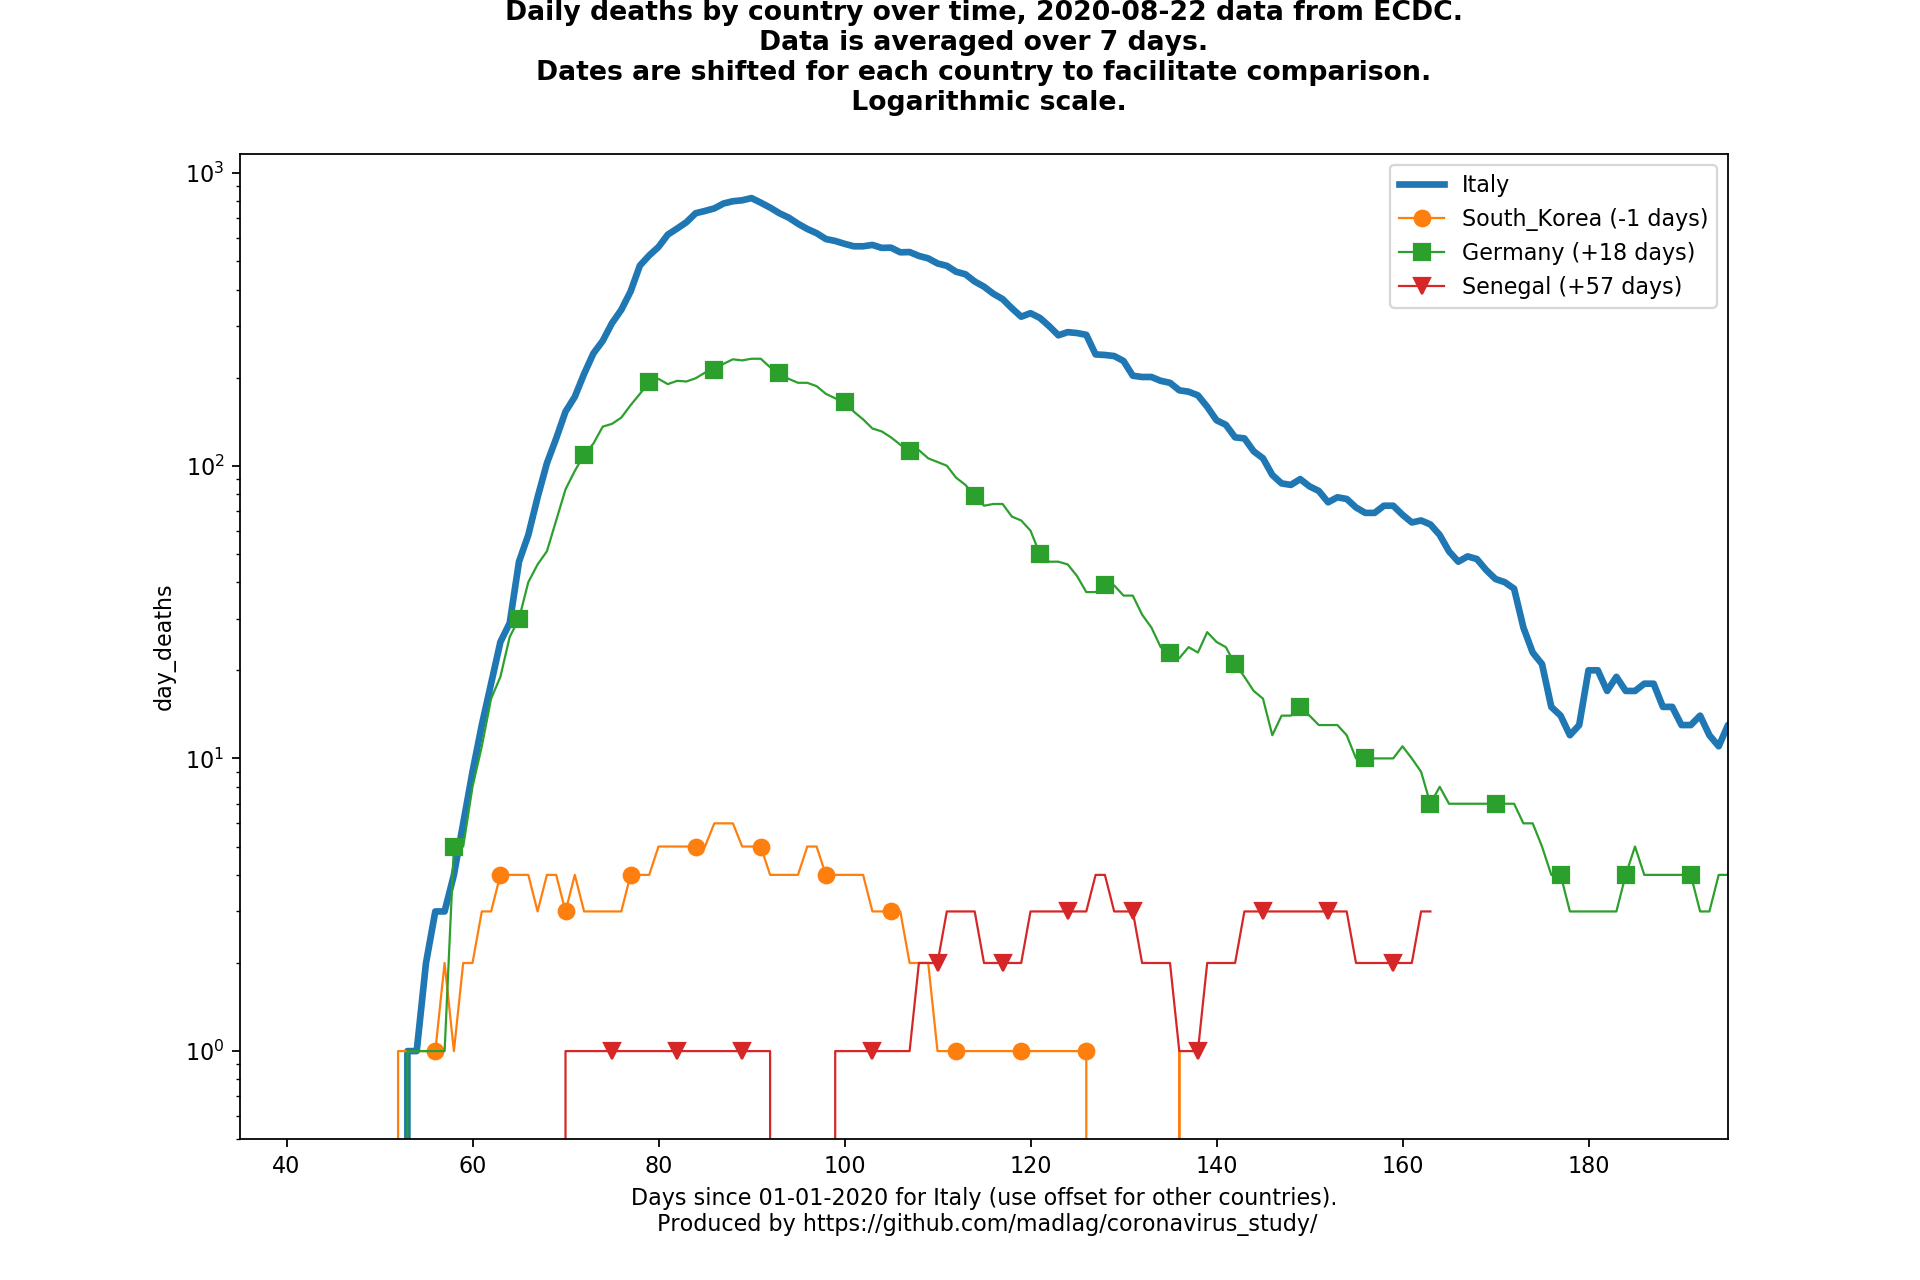 Daily deaths by country over time, 2020-08-22 data from ECDC.
Data is averaged over 7 days.
Dates are shifted for each country to facilitate comparison.
Logarithmic scale.
10³
10²
10¹
10⁰
day_deaths
Italy
South_Korea (-1 days)
Germany (+18 days)
Senegal (+57 days)
40 60 80 100 120 140 160 180
Days since 01-01-2020 for Italy (use offset for other countries).
Produced by https://github.com/madlag/coronavirus_study/